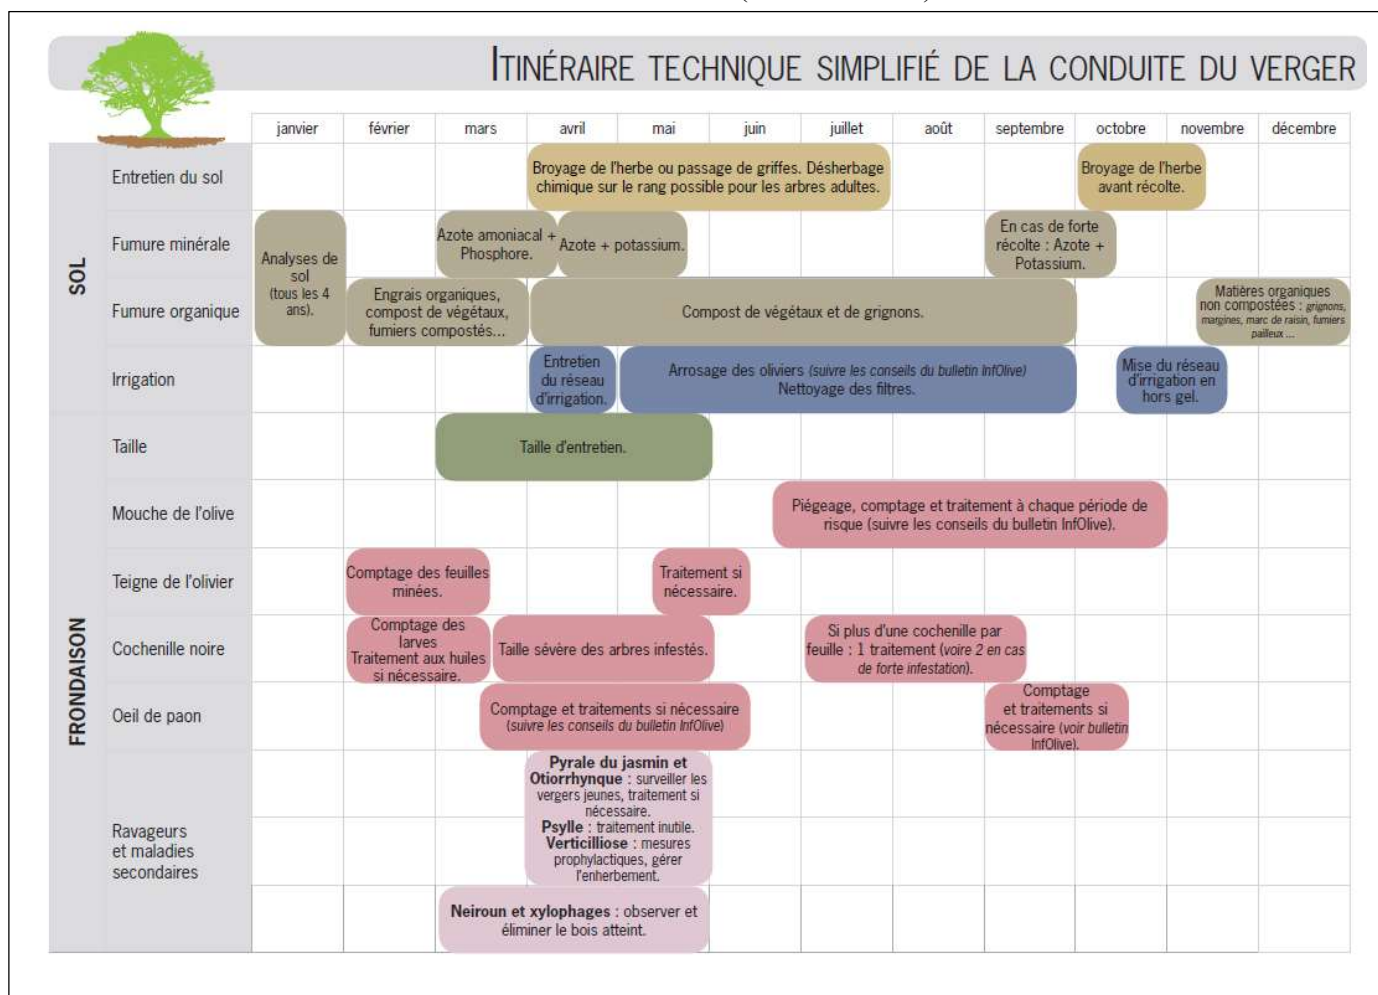 ITINÉRAIRE TECHNIQUE SIMPLIFIÉ DE LA CONDUITE DU VERGER
janvier février mars avril mai juin juillet août septembre octobre novembre décembre
SOL
Entretien du sol
Broyage de l'herbe ou passage de griffes. Désherbage
chimique sur le rang possible pour les arbres adultes.
Broyage de l'herbe
avant récolte.
Fumure minérale
Analyses de
sol
(tous les 4
ans).
Azote amoniacal +
Phosphore.
Azote + potassium.
En cas de forte
récolte : Azote +
Potassium.
Fumure organique
Engrais organiques,
compost de végétaux,
fumiers compostés...
Compost de végétaux et de grignons.
Matières organiques
non compostées : grignons,
margines, marc de raisin, fumiers
pailleux ...
Irrigation
Entretien
du réseau
d'irrigation.
Arrosage des oliviers (suivre les conseils du bulletin InfOlive)
Nettoyage des filtres.
Mise du réseau
d'irrigation en
hors gel.
FRONDAISON
Taille
Taille d'entretien.
Mouche de l'olive
Piégeage, comptage et traitement à chaque période de
risque (suivre les conseils du bulletin InfOlive).
Teigne de l'olivier
Comptage des feuilles
minées.
Traitement si
nécessaire.
Cochenille noire
Comptage des
larves
Traitement aux huiles
si nécessaire.
Taille sévère des arbres infestés.
Si plus d'une cochenille par
feuille : 1 traitement (voire 2 en cas
de forte infestation).
Oeil de paon
Comptage et traitements si nécessaire
(suivre les conseils du bulletin InfOlive)
Comptage
et traitements si
nécessaire (voir bulletin
InfOlive).
Ravageurs
et maladies
secondaires
Pyrale du jasmin et
Otiorrhynque : surveiller les
vergers jeunes, traitement si
nécessaire.
Psylle : traitement inutile.
Verticilliose : mesures
prophylactiques, gérer
l'enherbement.
Neiroun et xylophages : observer et
éliminer le bois atteint.